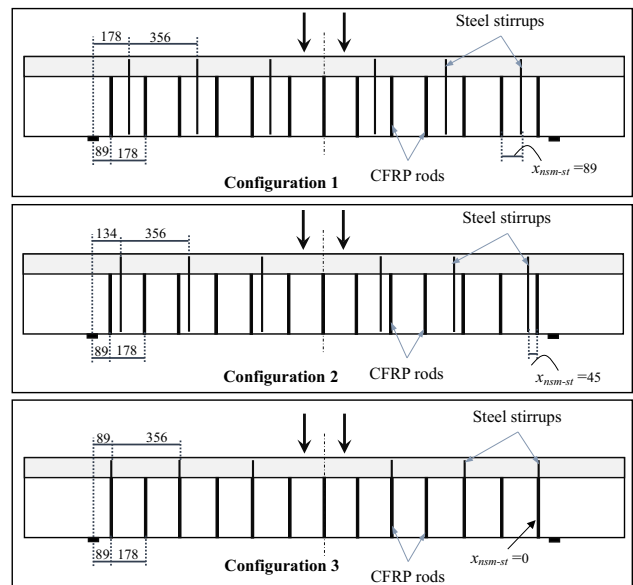 Steel stirrups
178 356
89 178
CFRP rods
x_nsm-st =89
Configuration 1
Steel stirrups
134 356
89 178
CFRP rods
x_nsm-st =45
Configuration 2
Steel stirrups
89 356
89 178
x_nsm-st =0
Configuration 3
CFRP rods